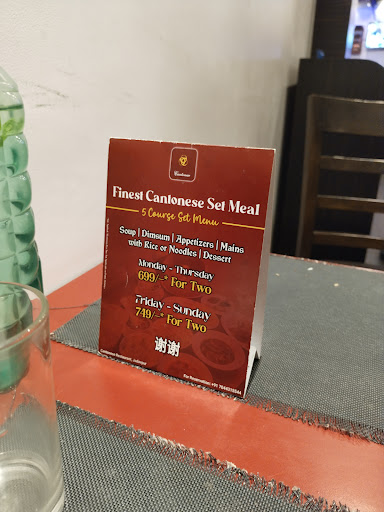 Cantonese
Finest Cantonese Set Meal
5 Course Set Menu
Soup | Dimsum | Appetizers | Mains
with Rice or Noodles | Dessert
Monday - Thursday
699/-* For Two
Friday - Sunday
749/-* For Two
谢谢